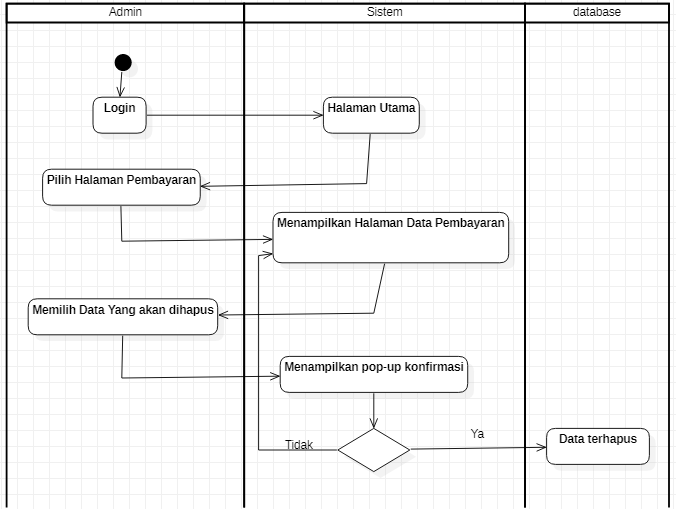 Admin
Sistem
database
Login
Halaman Utama
Pilih Halaman Pembayaran
Menampilkan Halaman Data Pembayaran
Memilih Data Yang akan dihapus
Menampilkan pop-up konfirmasi
Tidak
Ya
Data terhapus